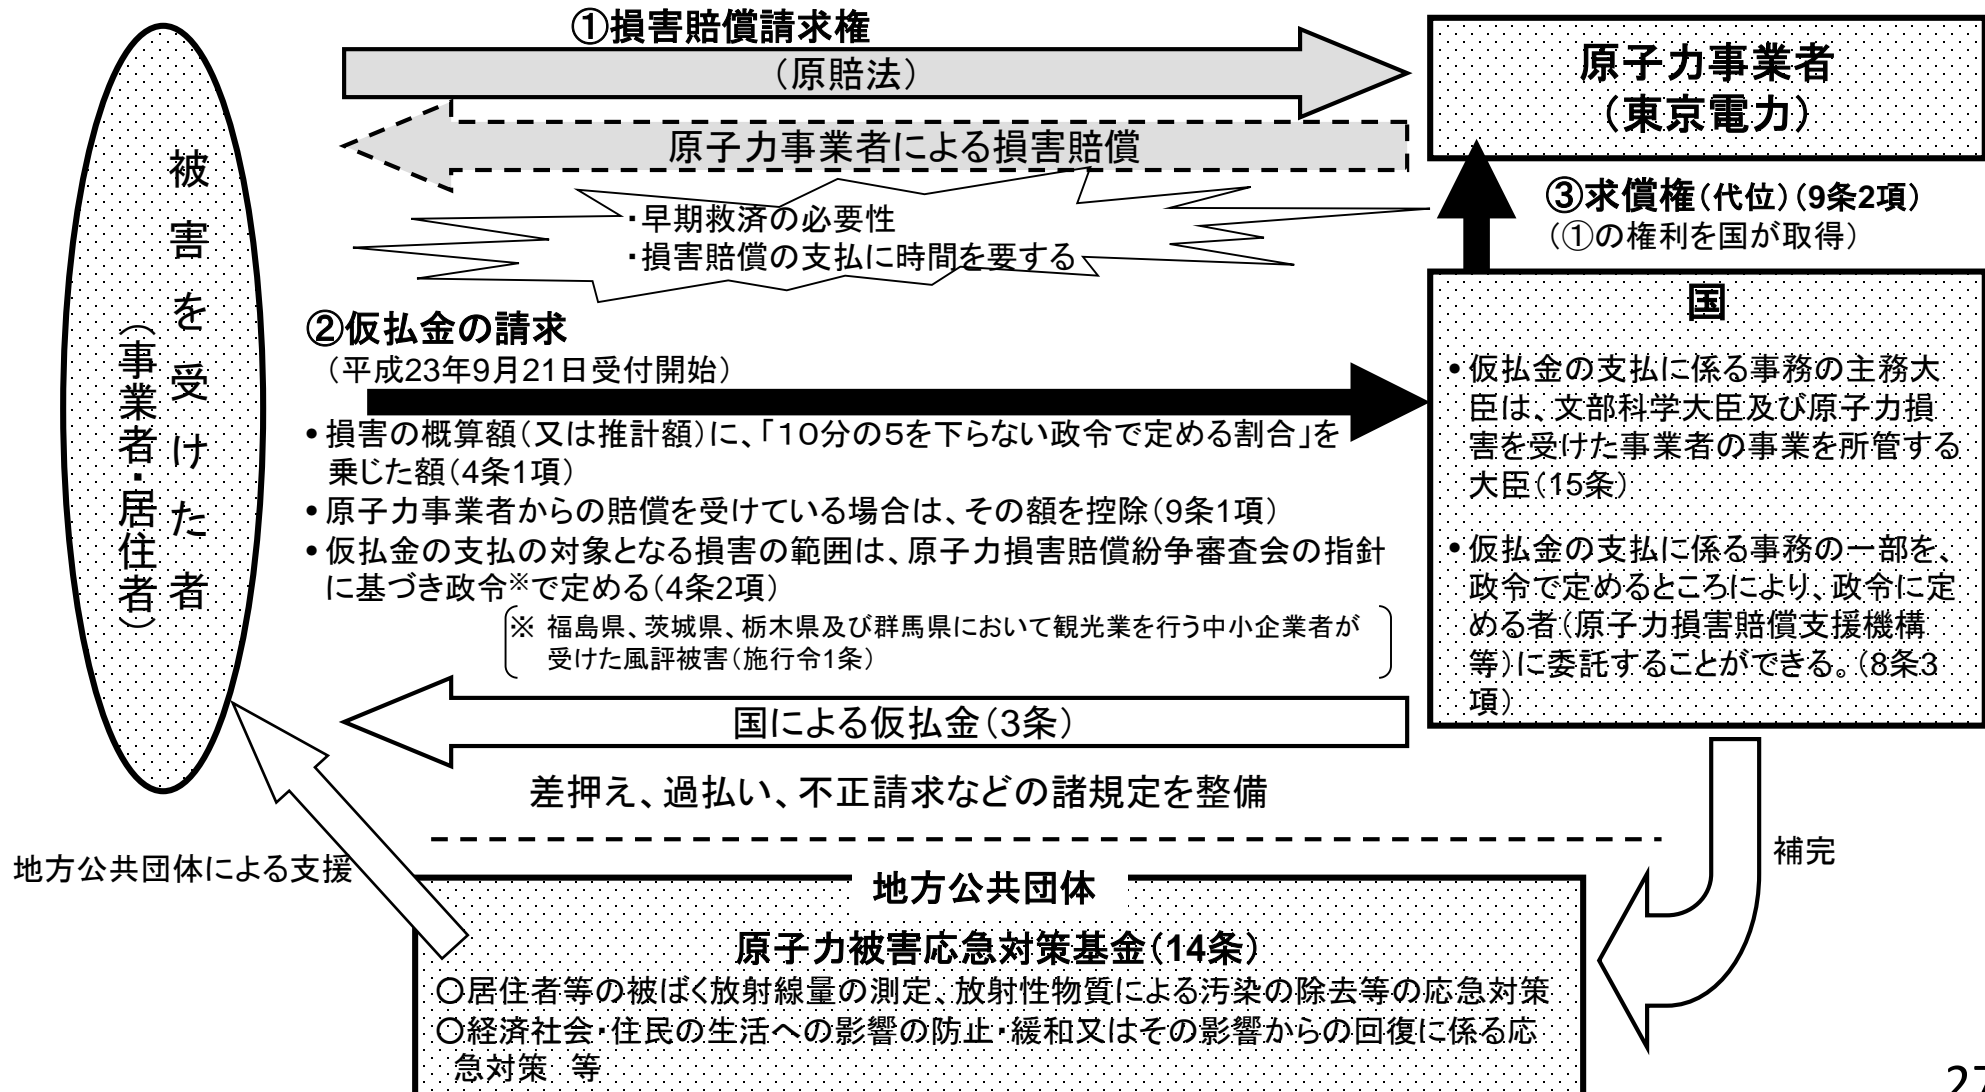 ①損害賠償請求権
(原賠法)
原子力事業者による損害賠償
・早期救済の必要性
・損害賠償の支払に時間を要する
原子力事業者
(東京電力)
③求償権(代位)(9条2項)
(①の権利を国が取得)
被害を受けた者
(事業者・居住者)
②仮払金の請求
(平成23年9月21日受付開始)
•損害の概算額(又は推計額)に、「10分の5を下らない政令で定める割合」を
乗じた額(4条1項)
•原子力事業者からの賠償を受けている場合は、その額を控除(9条1項)
•仮払金の支払の対象となる損害の範囲は、原子力損害賠償紛争審査会の指針
に基づき政令※で定める(4条2項)
※ 福島県、茨城県、栃木県及び群馬県において観光業を行う中小企業者が
受けた風評被害(施行令1条)
国
•仮払金の支払に係る事務の主務大
臣は、文部科学大臣及び原子力損
害を受けた事業者の事業を所管する
大臣(15条)
•仮払金の支払に係る事務の一部を、
政令で定めるところにより、政令に定
める者(原子力損害賠償支援機構
等)に委託することができる。(8条3
項)
国による仮払金(3条)
差押え、過払い、不正請求などの諸規定を整備
地方公共団体による支援
補完
地方公共団体
原子力被害応急対策基金(14条)
○居住者等の被ばく放射線量の測定、放射性物質による汚染の除去等の応急対策
○経済社会・住民の生活への影響の防止・緩和又はその影響からの回復に係る応
急対策 等
27